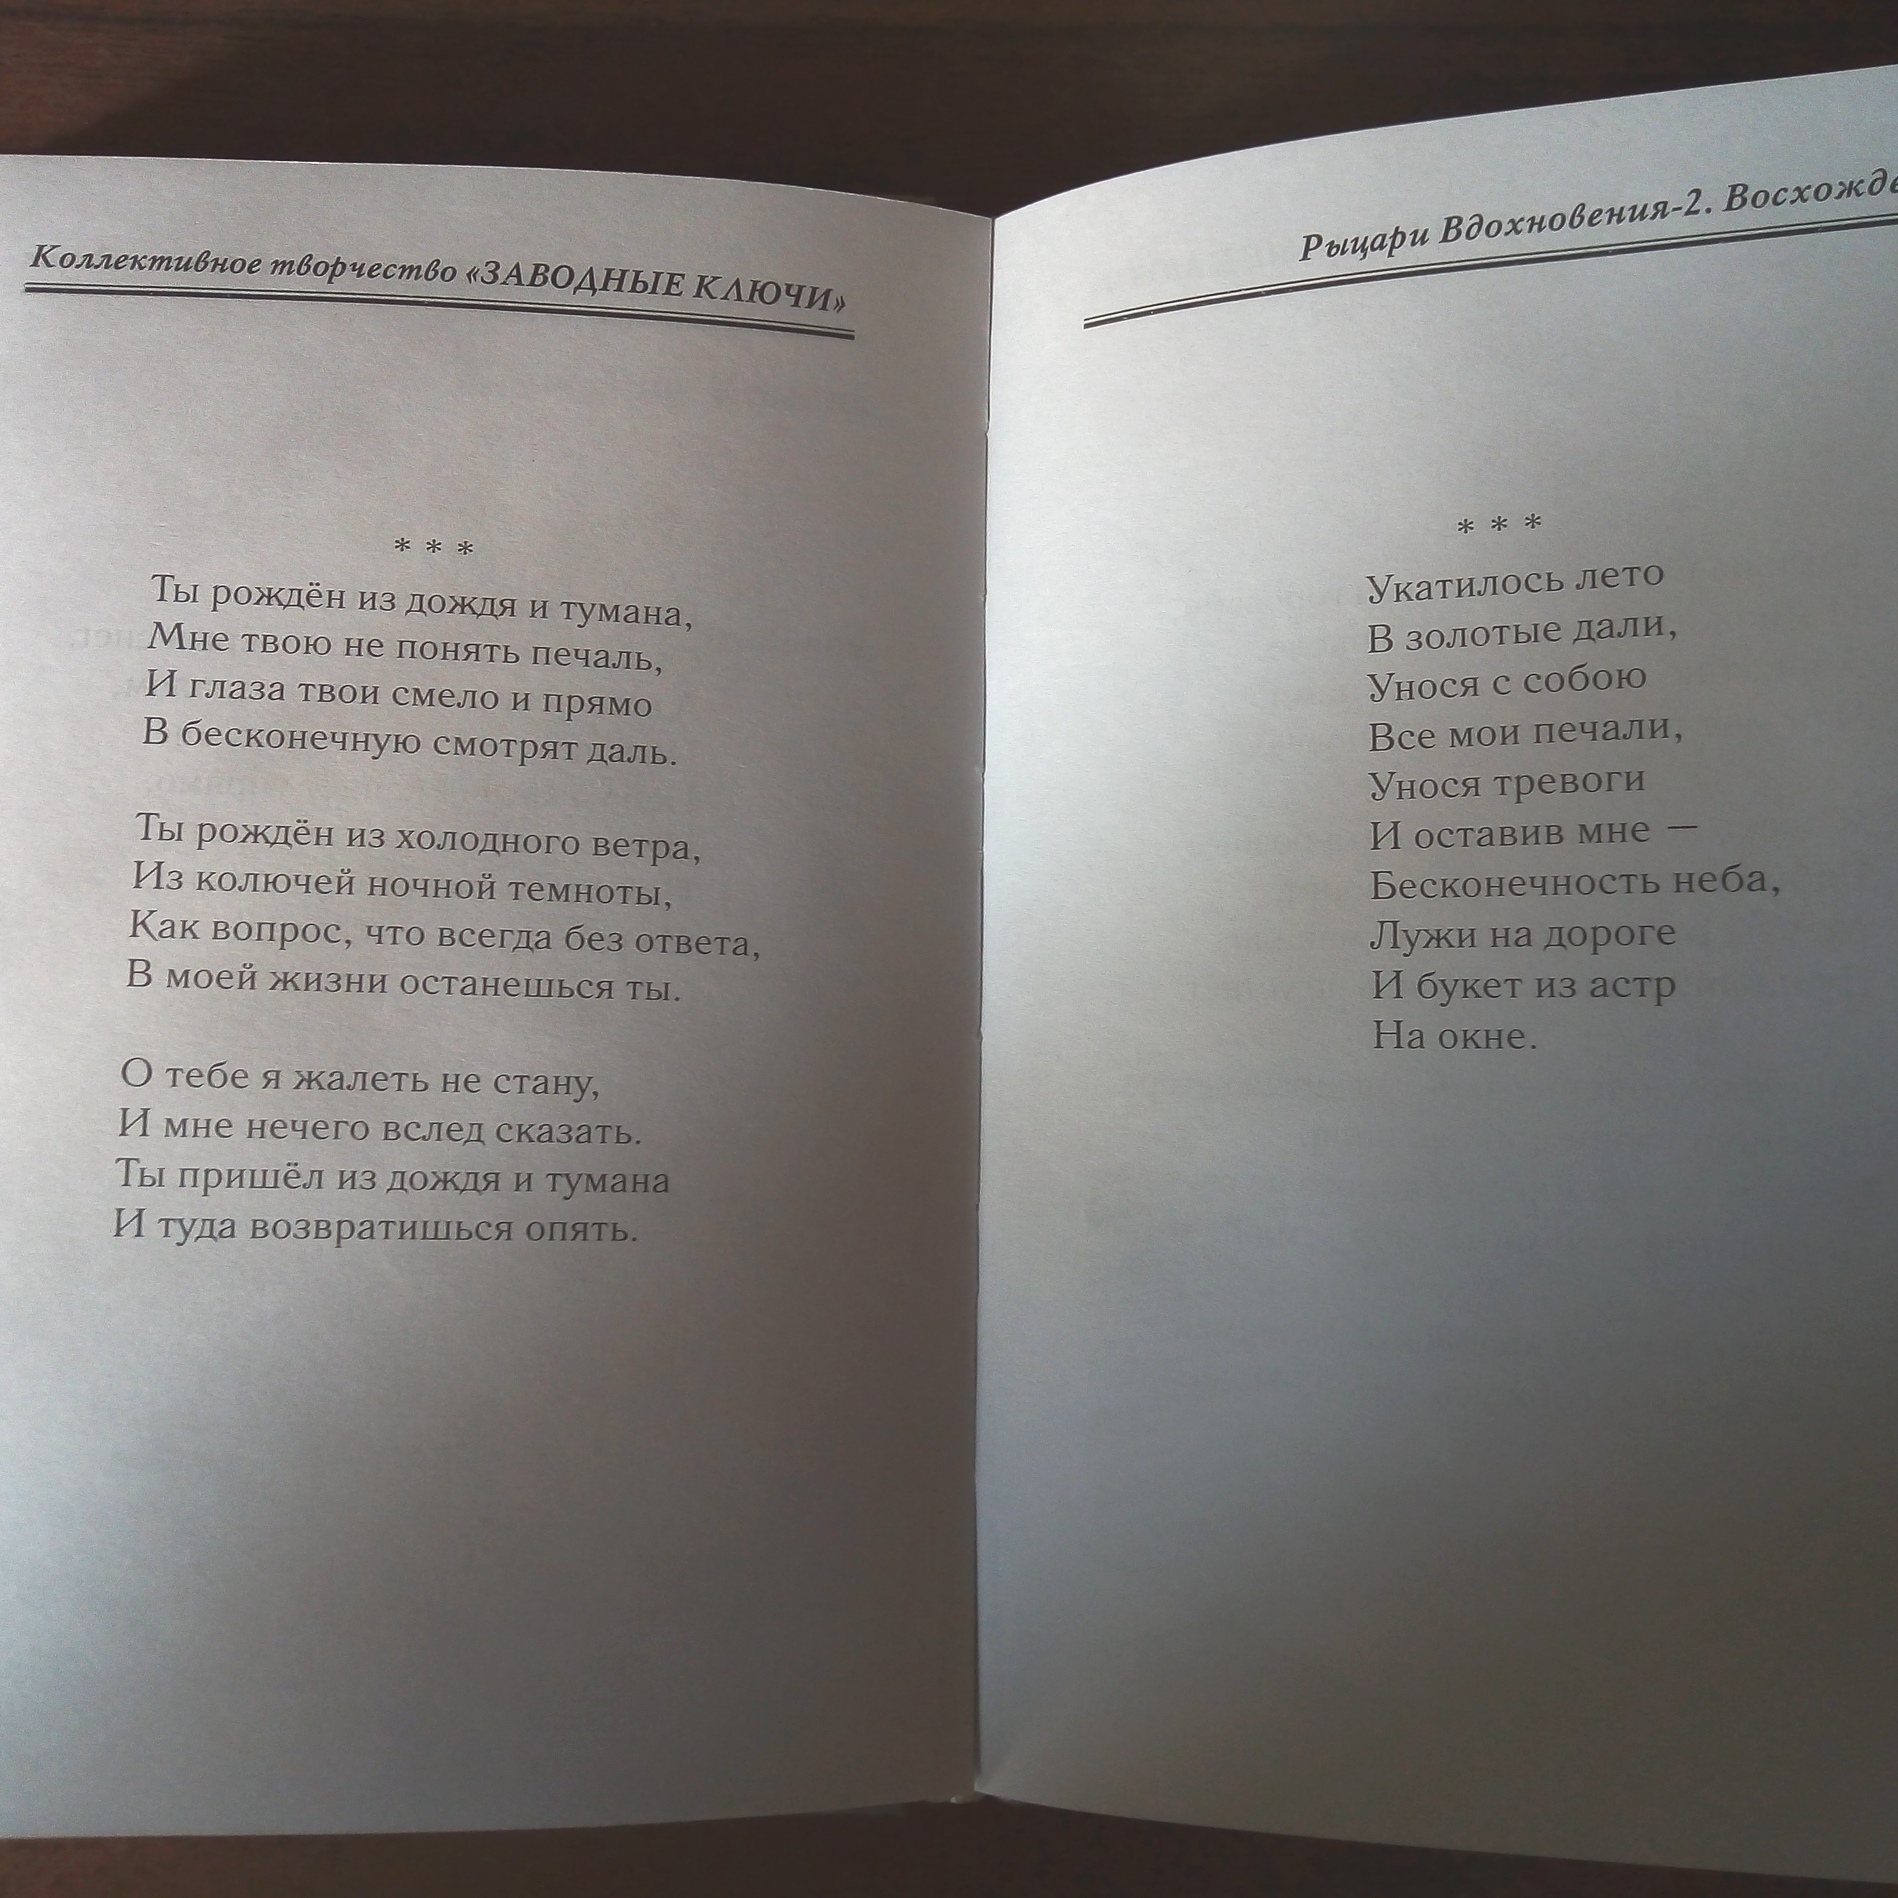 Коллективное творчество «ЗАВОДНЫЕ КЛЮЧИ»
* * *
Ты рождён из дождя и тумана,
Мне твою не понять печаль,
И глаза твои смело и прямо
В бесконечную смотрят даль.
Ты рождён из холодного ветра,
Из колючей ночной темноты,
Как вопрос, что всегда без ответа,
В моей жизни останешься ты.
О тебе я жалеть не стану,
И мне нечего вслед сказать.
Ты пришёл из дождя и тумана
И туда возвратишься опять.
Рыцари Вдохновения-2.
* * *
Укатилось лето
В золотые дали,
Унося с собою
Все мои печали,
Унося тревоги
И оставив мне —
Бесконечность неба,
Лужи на дороге
И букет из астр
На окне.